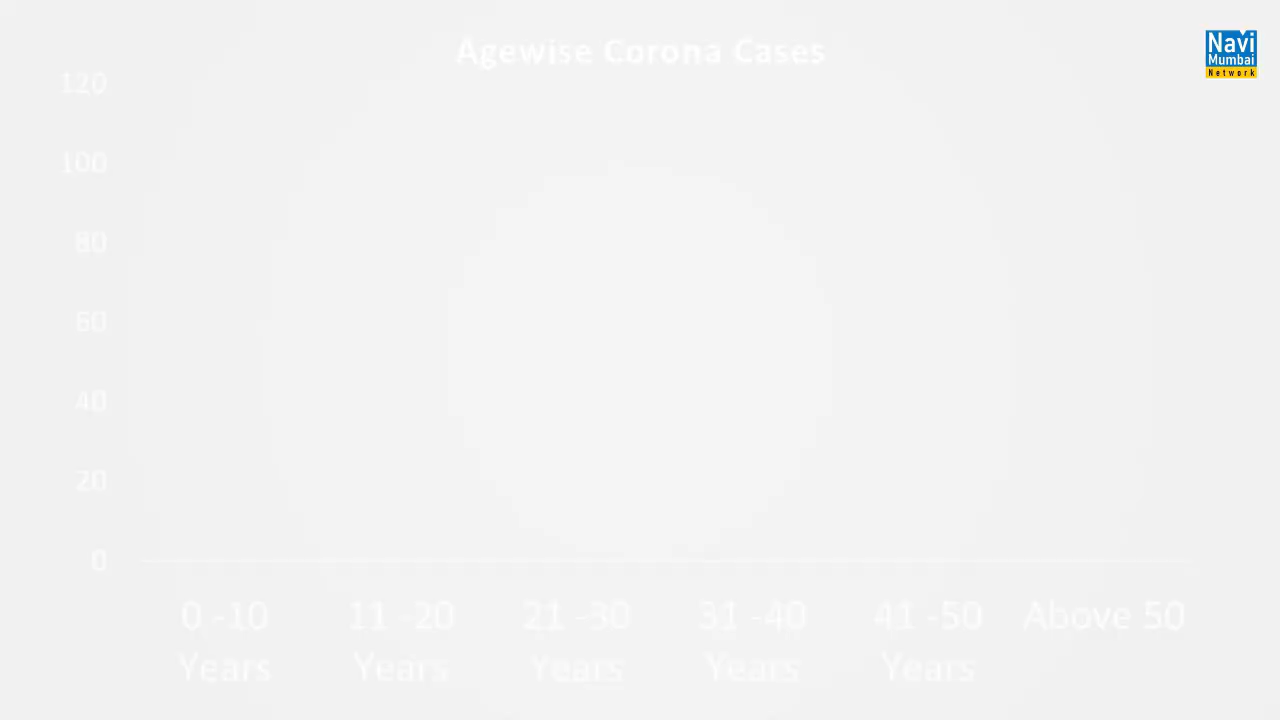 Agewise Corona Cases
Navi
Mumbai
Network
120
100
80
60
40
20
0
0 -10 Years
11 -20 Years
21 -30 Years
31 -40 Years
41 -50 Years
Above 50